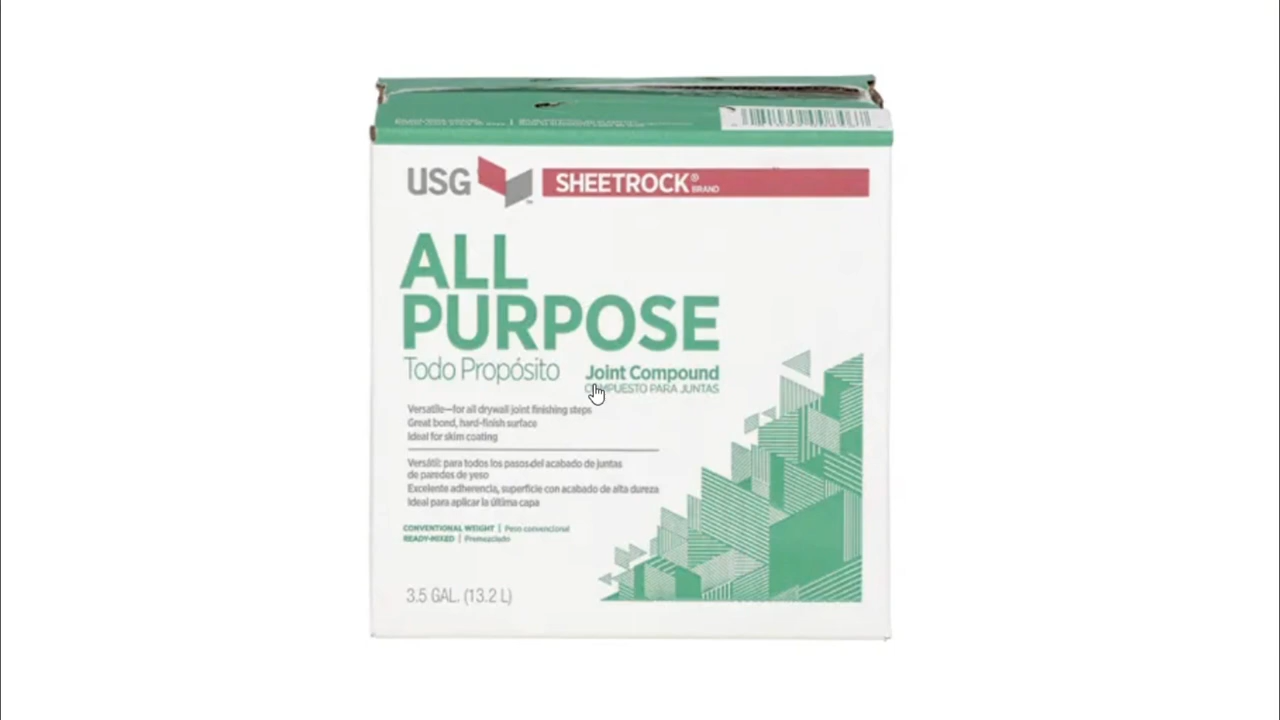 USG SHEETROCK® BRAND
ALL
PURPOSE
Todo Propósito
Joint Compound
PUESTO PARA JUNTAS
Versatile—for all drywall joint finishing steps
Great bond, hard-finish surface
Ideal for skim coating
Versátil: para todos los pasos del acabado de juntas
de paredes de yeso
Excelente adherencia, superficie con acabado de alta dureza
Ideal para aplicar la última capa
CONVENTIONAL WEIGHT | Peso convencional
READY-MIXED | Premezclado
3.5 GAL. (13.2 L)